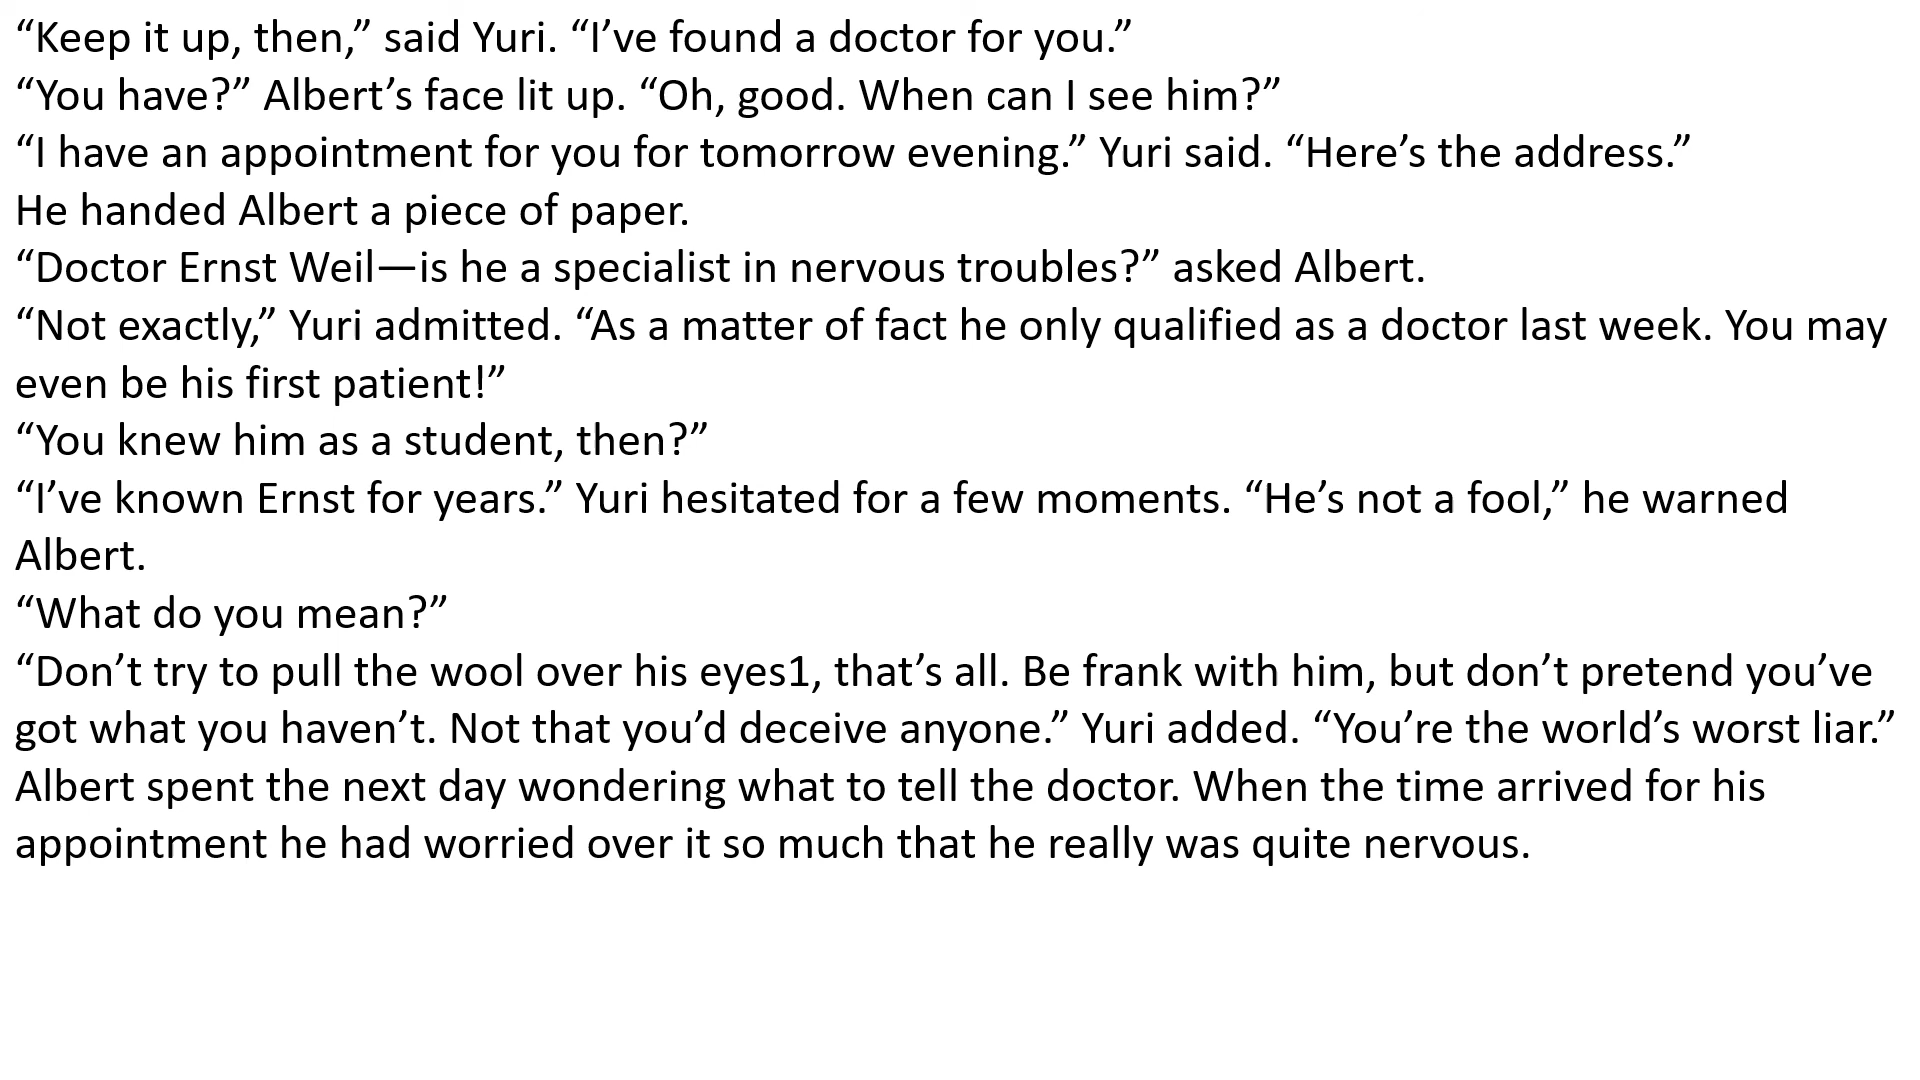 “Keep it up, then,” said Yuri. “I’ve found a doctor for you.”
“You have?” Albert’s face lit up. “Oh, good. When can I see him?”
“I have an appointment for you for tomorrow evening.” Yuri said. “Here’s the address.”
He handed Albert a piece of paper.
“Doctor Ernst Weil—is he a specialist in nervous troubles?” asked Albert.
“Not exactly,” Yuri admitted. “As a matter of fact he only qualified as a doctor last week. You may
even be his first patient!”
“You knew him as a student, then?”
“I’ve known Ernst for years.” Yuri hesitated for a few moments. “He’s not a fool,” he warned
Albert.
“What do you mean?”
“Don’t try to pull the wool over his eyes1, that’s all. Be frank with him, but don’t pretend you’ve
got what you haven’t. Not that you’d deceive anyone.” Yuri added. “You’re the world’s worst liar.”
Albert spent the next day wondering what to tell the doctor. When the time arrived for his
appointment he had worried over it so much that he really was quite nervous.